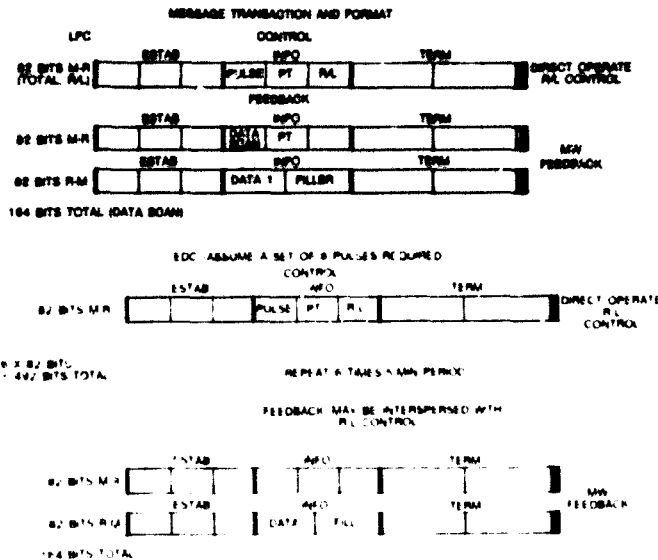 MESSAGE TRANSACTION AND FORMAT
LPC CONTROL
ESTAB INFO TERM
82 BITS M-R
(TOTAL, R/L)
PULSE PT R/L
DIRECT OPERATE
R/L CONTROL
FEEDBACK
ESTAB INFO TERM
82 BITS M-R
DATA
SCAN
PT
ESTAB INFO TERM
82 BITS R-M
DATA 1 FILLER
MW
FEEDBACK
164 BITS TOTAL (DATA SCAN)
EDC (ASSUME A SET OF 6 PULSES REQUIRED
CONTROL
ESTAB INFO TERM
82 BITS M-R
PULSE PT R/L
DIRECT OPERATE
R/L
CONTROL
6 X 82 BITS
492 BITS TOTAL
REPEAT 6 TIMES 5 MIN PERIOD
FEEDBACK MAY BE INTERSPERSED WITH
R/L CONTROL
ESTAB INFO TERM
82 BITS M-R
ESTAB INFO TERM
82 BITS R-M
DATA FILL
MW
FEEDBACK
164 BITS TOTAL